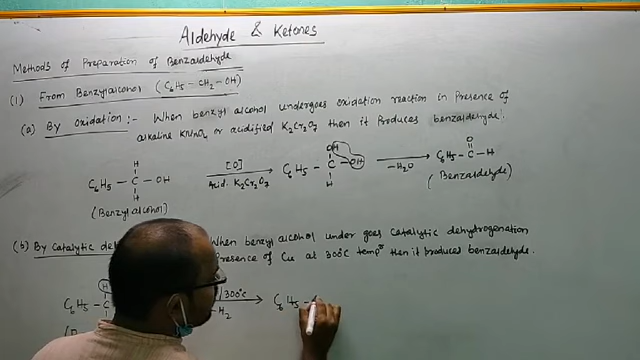 Aldehyde & Ketones
Methods of Preparation of Benzaldehyde
(1) From Benzylalcohol (C6H5 – CH2 – OH)
(a) By oxidation :- When benzyl alcohol undergoes oxidation reaction in Presence of
alkaline KMnO4 or acidified K2Cr2O7 then it Produces benzaldehyde.
H OH O
C6H5 – C – OH [O] C6H5 – C – OH C6H5 – C – H
H Acid. K2Cr2O7 H – H2O (Benzaldehyde)
(Benzylalcohol)
(b) By catalytic When benzyl alcohol under goes Catalytic dehydrogenation
Presence of Cu at 300°C temp then it produced benzaldehyde.
H
C6H5 – C /300°C C6H5 –
– H2